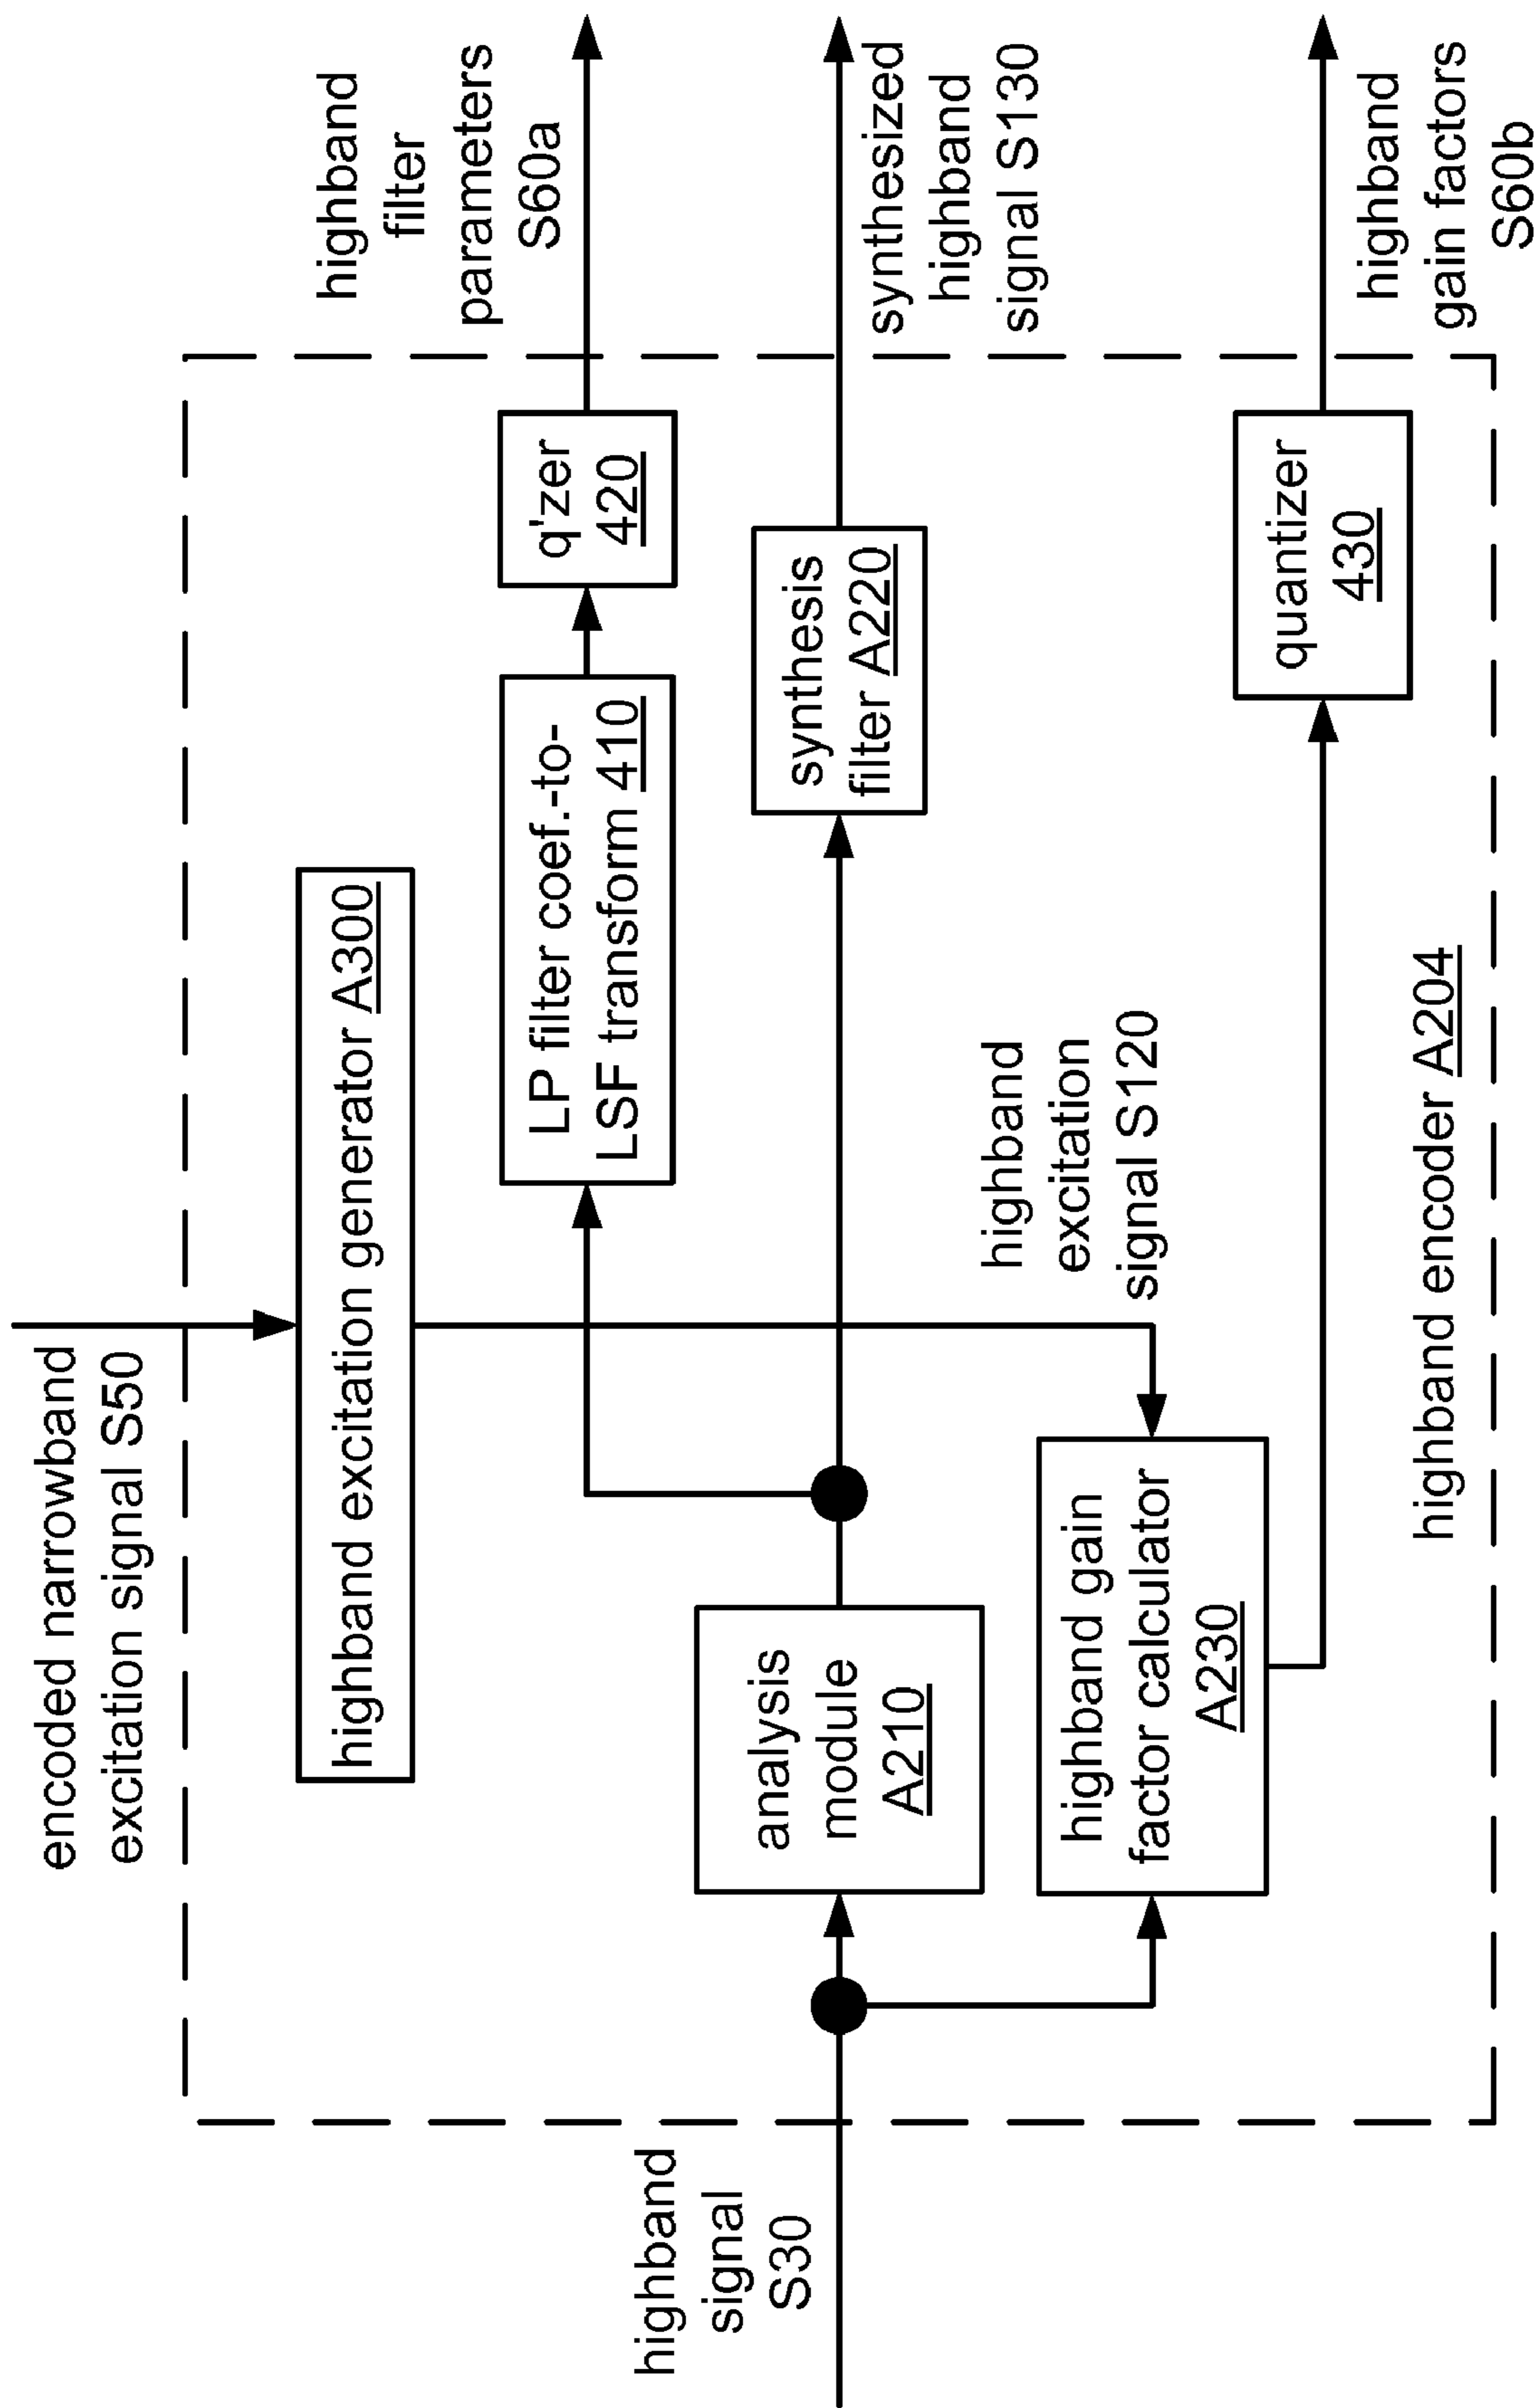 encoded narrowband
excitation signal S50
highband excitation generator A300
highband
filter
parameters
S60a
LP filter coef.-to-
LSF transform 410
q'zer
420
highband
signal
S30
analysis
module
A210
synthesis
filter A220
synthesized
highband
signal S130
highband
excitation
signal S120
highband gain
factor calculator
A230
quantizer
430
highband
gain factors
S60b
highband encoder A204